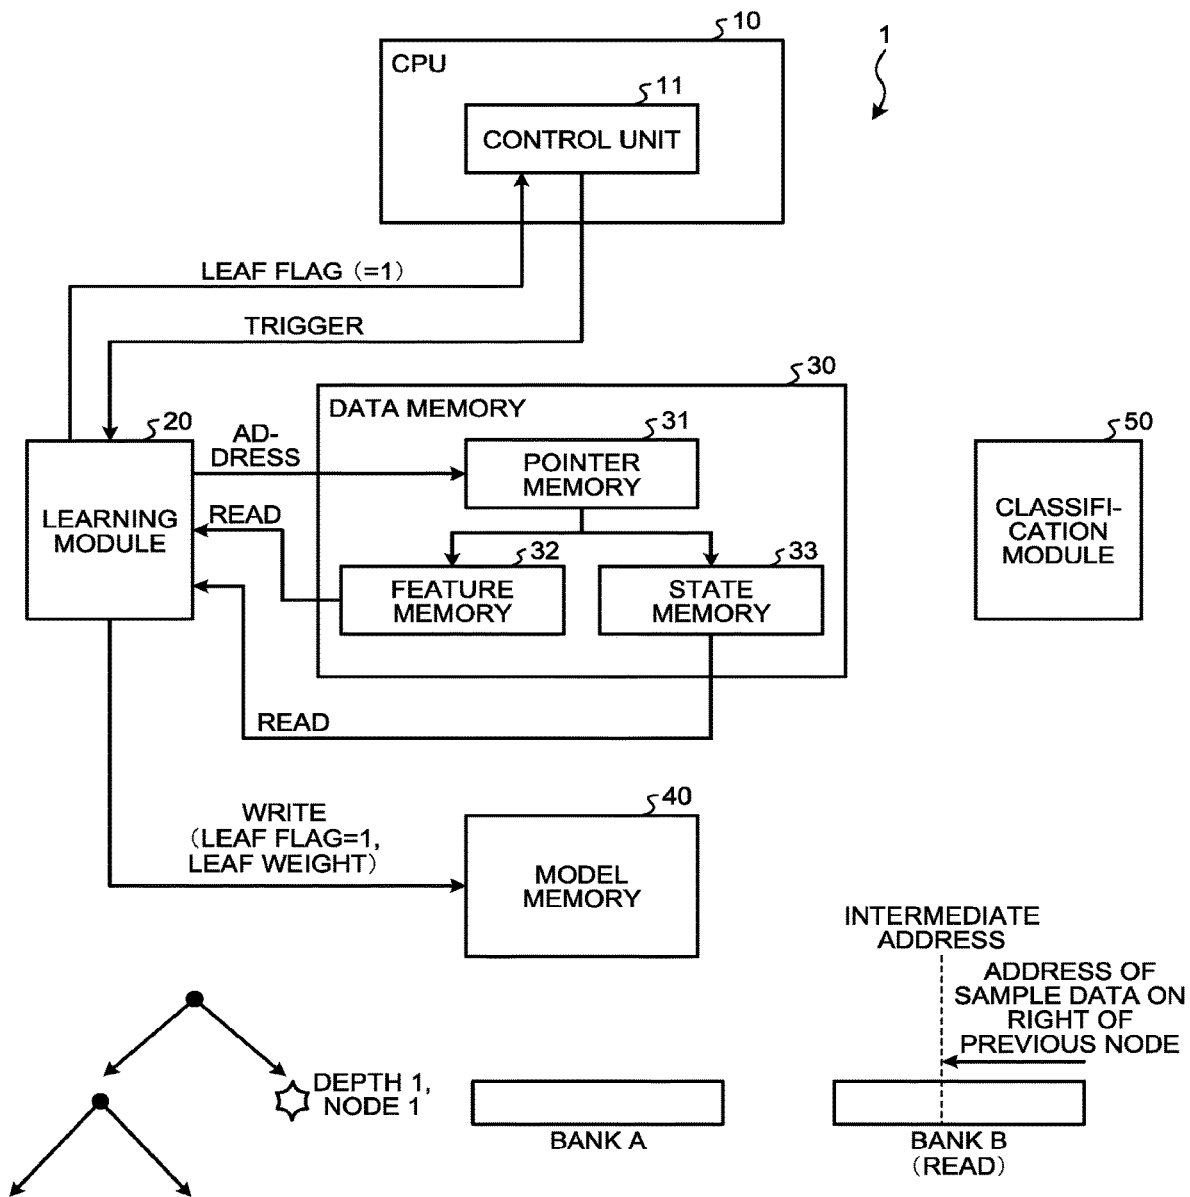 10
1
CPU
11
CONTROL UNIT
LEAF FLAG (=1)
TRIGGER
30
DATA MEMORY
20
AD-
DRESS
31
POINTER
MEMORY
50
LEARNING
MODULE
READ
32
FEATURE
MEMORY
33
STATE
MEMORY
CLASSIFI-
CATION
MODULE
READ
40
WRITE
(LEAF FLAG=1,
LEAF WEIGHT)
MODEL
MEMORY
INTERMEDIATE
ADDRESS
ADDRESS OF
SAMPLE DATA ON
RIGHT OF
PREVIOUS NODE
DEPTH 1,
NODE 1
BANK A
BANK B
(READ)